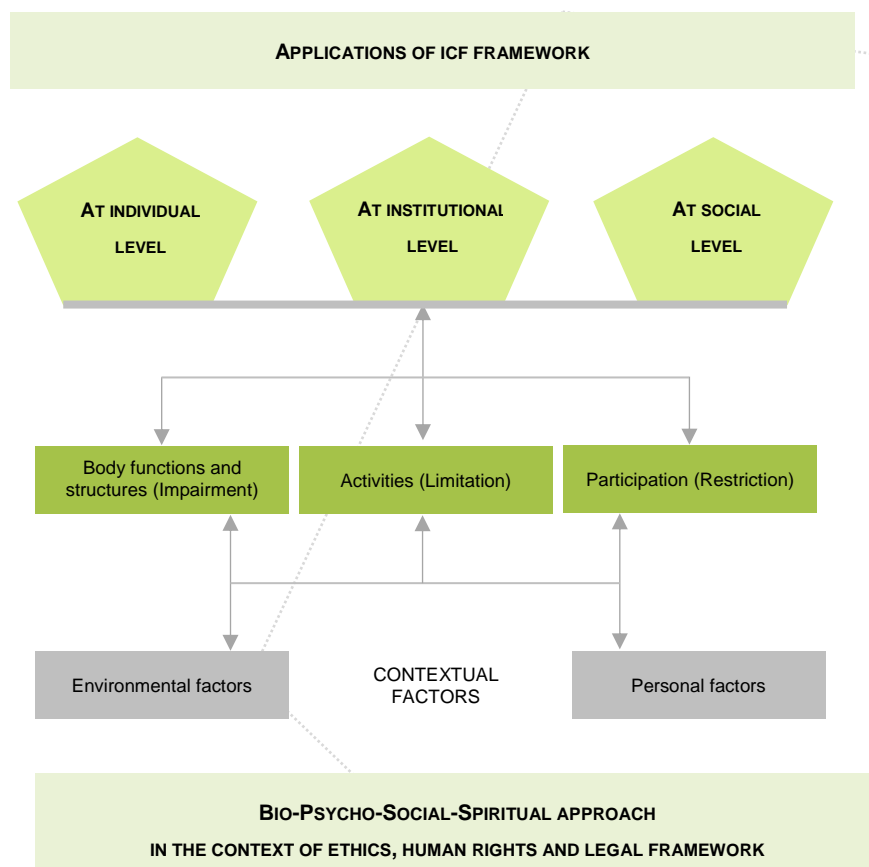 APPLICATIONS OF ICF FRAMEWORK
AT INDIVIDUAL
LEVEL
AT INSTITUTIONAL
LEVEL
AT SOCIAL
LEVEL
Body functions and
structures (Impairment)
Activities (Limitation)
Participation (Restriction)
Environmental factors
CONTEXTUAL
FACTORS
Personal factors
BIO-PSYCHO-SOCIAL-SPIRITUAL APPROACH
IN THE CONTEXT OF ETHICS, HUMAN RIGHTS AND LEGAL FRAMEWORK